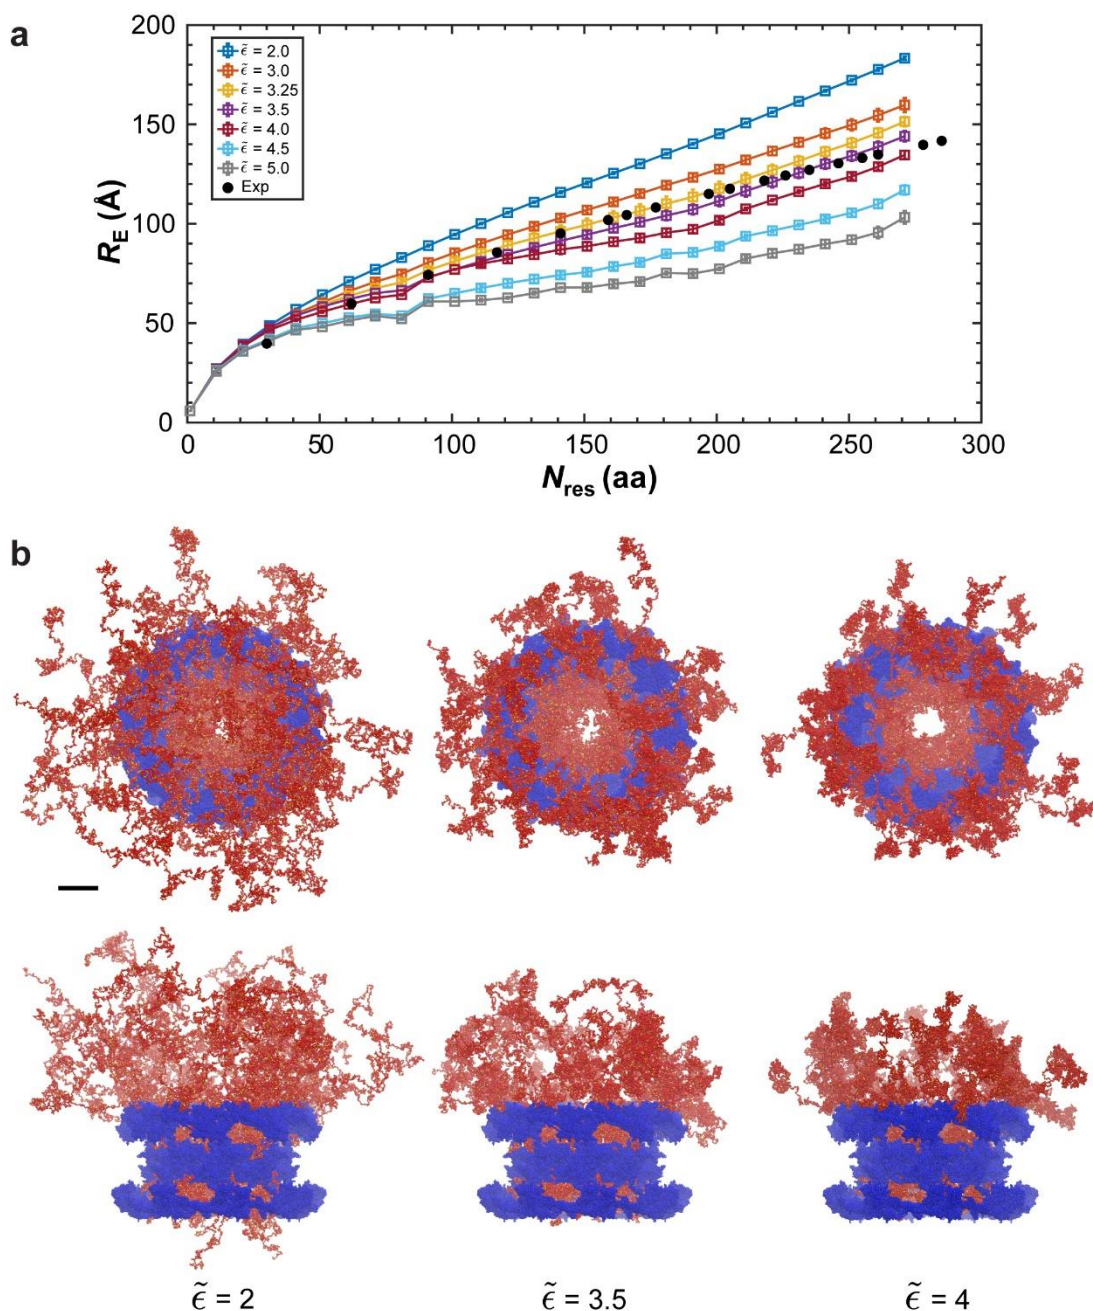 a
200
150
100
50
0
R_E (Å)
ϵ̃ = 2.0
ϵ̃ = 3.0
ϵ̃ = 3.25
ϵ̃ = 3.5
ϵ̃ = 4.0
ϵ̃ = 4.5
ϵ̃ = 5.0
Exp
0 50 100 150 200 250 300
N_res (aa)
b
ϵ̃ = 2 ϵ̃ = 3.5 ϵ̃ = 4